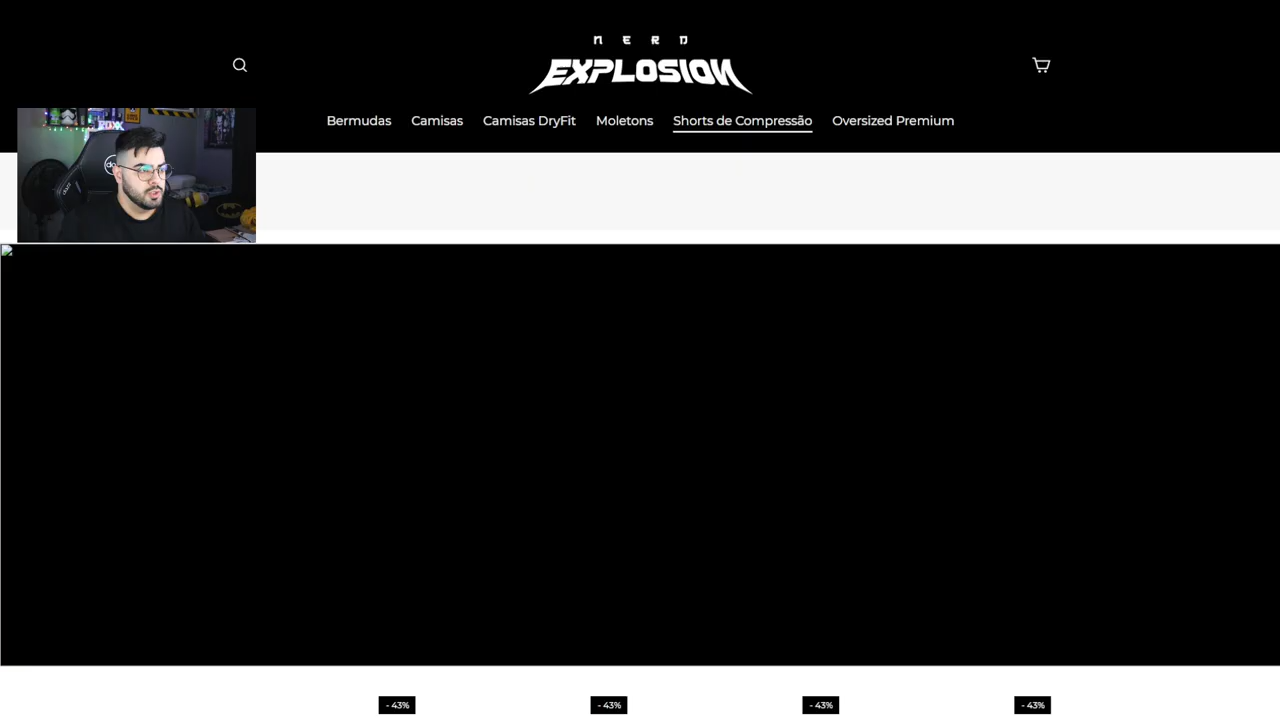 NERD
EXPLOSION
Bermudas Camisas Camisas DryFit Moletons Shorts de Compressão Oversized Premium
- 43% - 43% - 43% - 43%